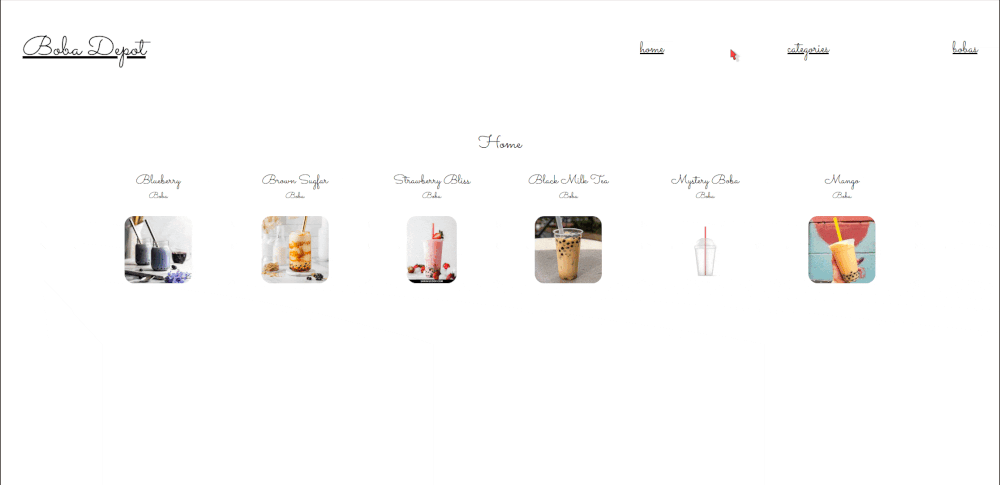 Boba Depot
home
categories
bobas
Home
Blueberry
Boba
Brown Sugfar
Boba
Strawberry Bliss
Boba
Black Milk Tea
Boba
Mystery Boba
Boba
Mango
Boba